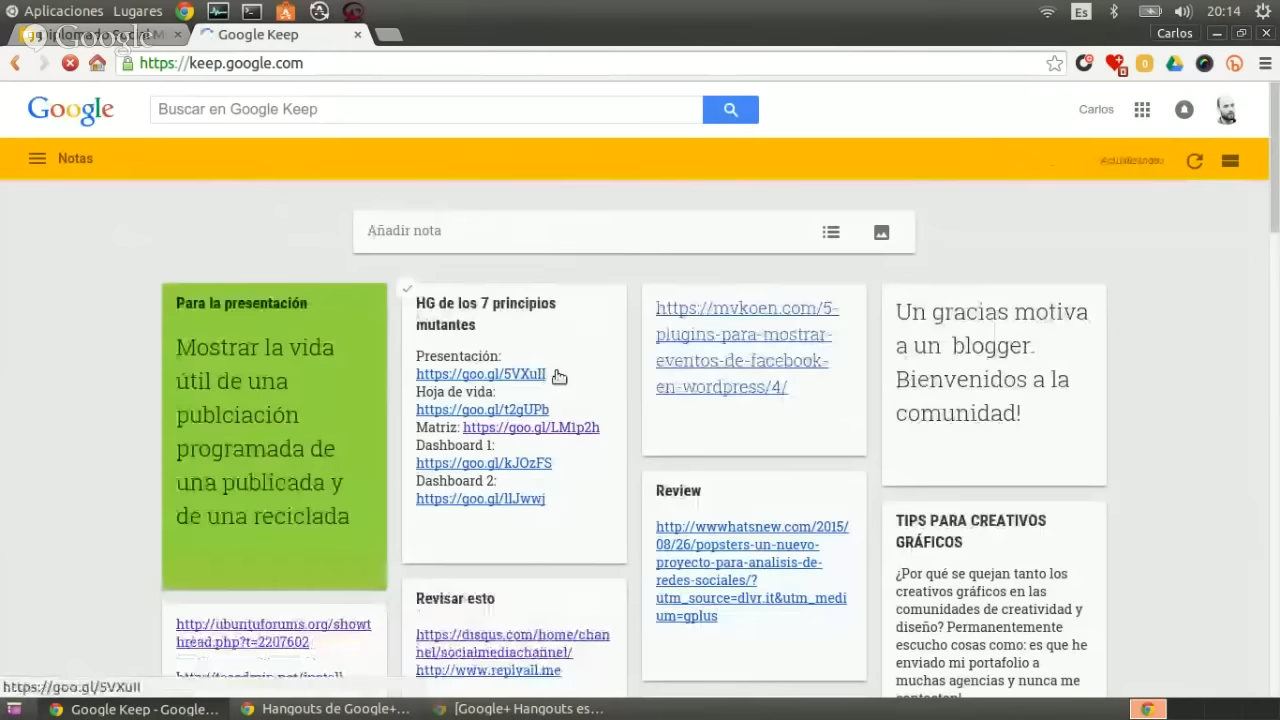 Aplicaciones Lugares
Es
20:14
Google Keep
Carlos
https://keep.google.com
Google
Buscar en Google Keep
Carlos
Notas
Añadir nota
Para la presentación
Mostrar la vida
útil de una
publciación
programada de
una publicada y
de una reciclada
http://ubuntuforums.org/showt
hread.php?t=2207602
HG de los 7 principios
mutantes
Presentación:
https://goo.gl/5VXuII
Hoja de vida:
https://goo.gl/t2gUPb
Matriz: https://goo.gl/LM1p2h
Dashboard 1:
https://goo.gl/kJOzFS
Dashboard 2:
https://goo.gl/llJwwj
Revisar esto
https://disqus.com/home/chan
nel/socialmediachannel/
http://www.replyall.me
https://mvkoen.com/5-
plugins-para-mostrar-
eventos-de-facebook-
en-wordpress/4/
Review
http://wwwhatsnew.com/2015/
08/26/popsters-un-nuevo-
proyecto-para-analisis-de-
redes-sociales/?
utm_source=dlvr.it&utm_medi
um=gplus
Un gracias motiva
a un blogger.
Bienvenidos a la
comunidad!
TIPS PARA CREATIVOS
GRÁFICOS
¿Por qué se quejan tanto los
creativos gráficos en las
comunidades de creatividad y
diseño? Permanentemente
escucho cosas como: es que he
enviado mi portafolio a
muchas agencias y nunca me
https://goo.gl/5VXuII
Google Keep - Google...
Hangouts de Google+...
[Google+ Hangouts es...